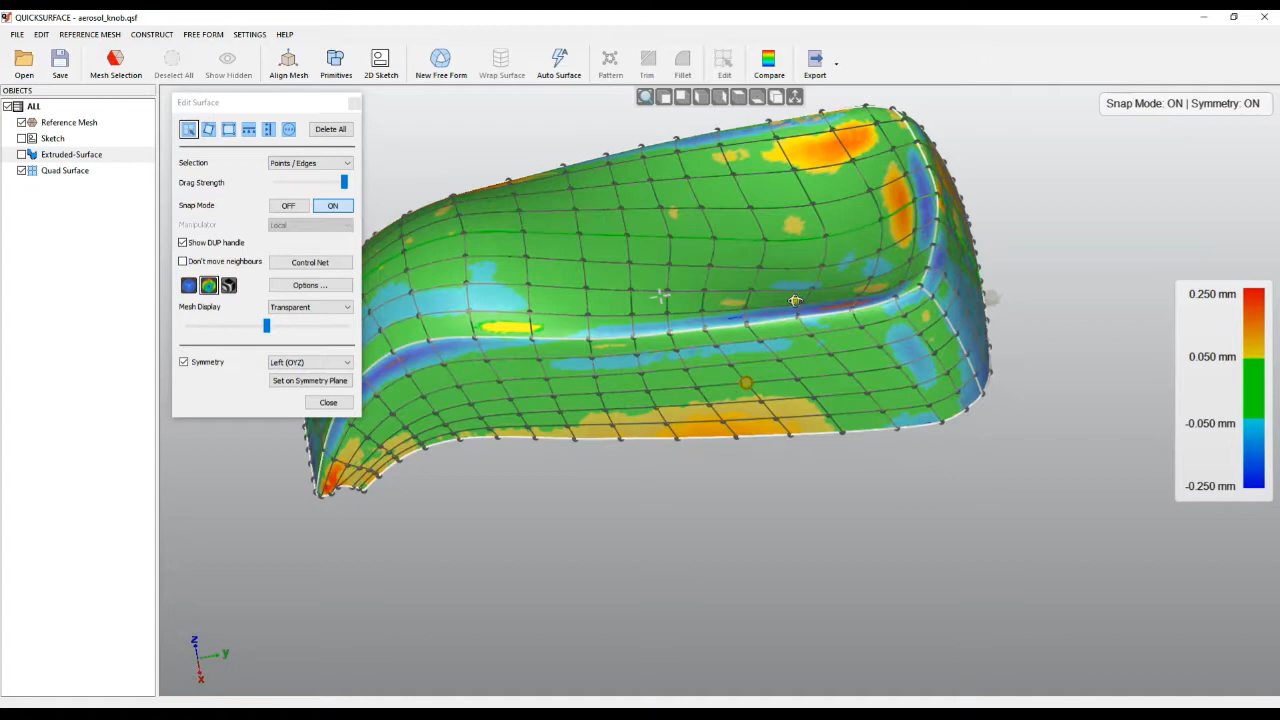 QUICKSURFACE - aerosol_knob.qsf
FILE EDIT REFERENCE MESH CONSTRUCT FREE FORM SETTINGS HELP
Open Save Mesh Selection Deselect All Show Hidden Align Mesh Primitives 2D Sketch New Free Form Wrap Surface Auto Surface Pattern Trim Fillet Edit Compare Export
OBJECTS
ALL
Reference Mesh
Sketch
Extruded-Surface
Quad Surface
Edit Surface
Delete All
Selection Points / Edges
Drag Strength
Snap Mode OFF ON
Manipulator Local
Show DUP handle
Don't move neighbours Control Net
Options ...
Mesh Display Transparent
Symmetry Left (OYZ)
Set on Symmetry Plane
Close
Snap Mode: ON | Symmetry: ON
0.250 mm
0.050 mm
-0.050 mm
-0.250 mm
z
y
x